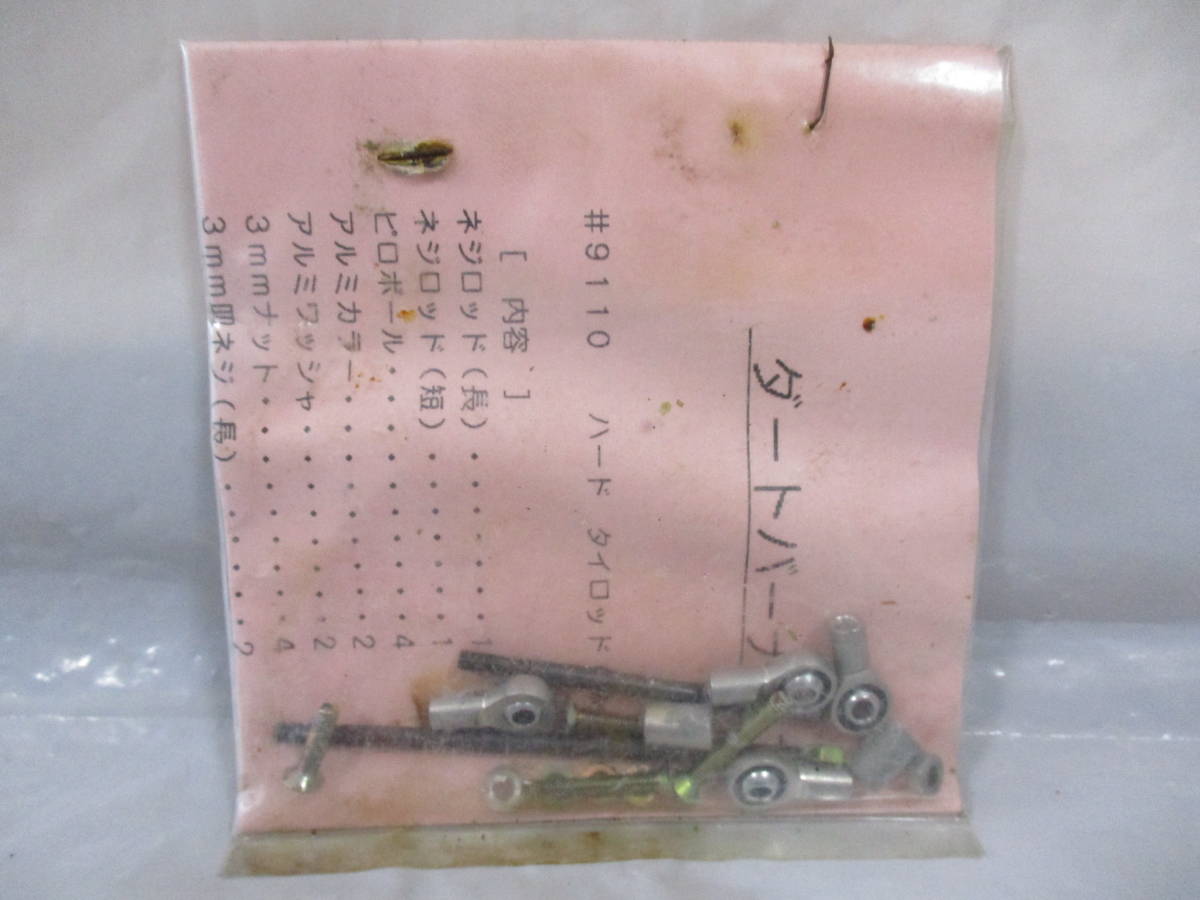 ダートバーナ
#9110　ハード タイロッド
[ 内容 ]
ネジロッド(長)・・・・・1
ネジロッド(短)・・・・・1
ピロボール・・・・・・4
アルミカラー・・・・・・2
アルミワッシャ・・・・・2
3mmナット・・・・・・4
3mm皿ネジ(長)・・・・・2